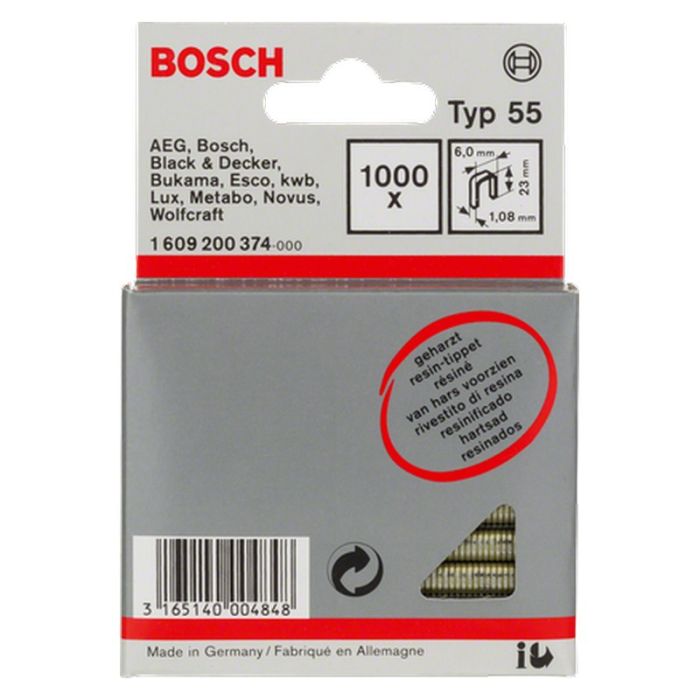 BOSCH
Typ 55
AEG, Bosch,
Black & Decker,
Bukama, Esco, kwb,
Lux, Metabo, Novus,
Wolfcraft
1 609 200 374-000
1000
x
6,0 mm
23 mm
1,08 mm
geharzt
resin-tippet
résiné
van hars voorzien
rivestito di resina
resinificado
hartsad
resinados
3 165140 004848
Made in Germany / Fabriqué en Allemagne